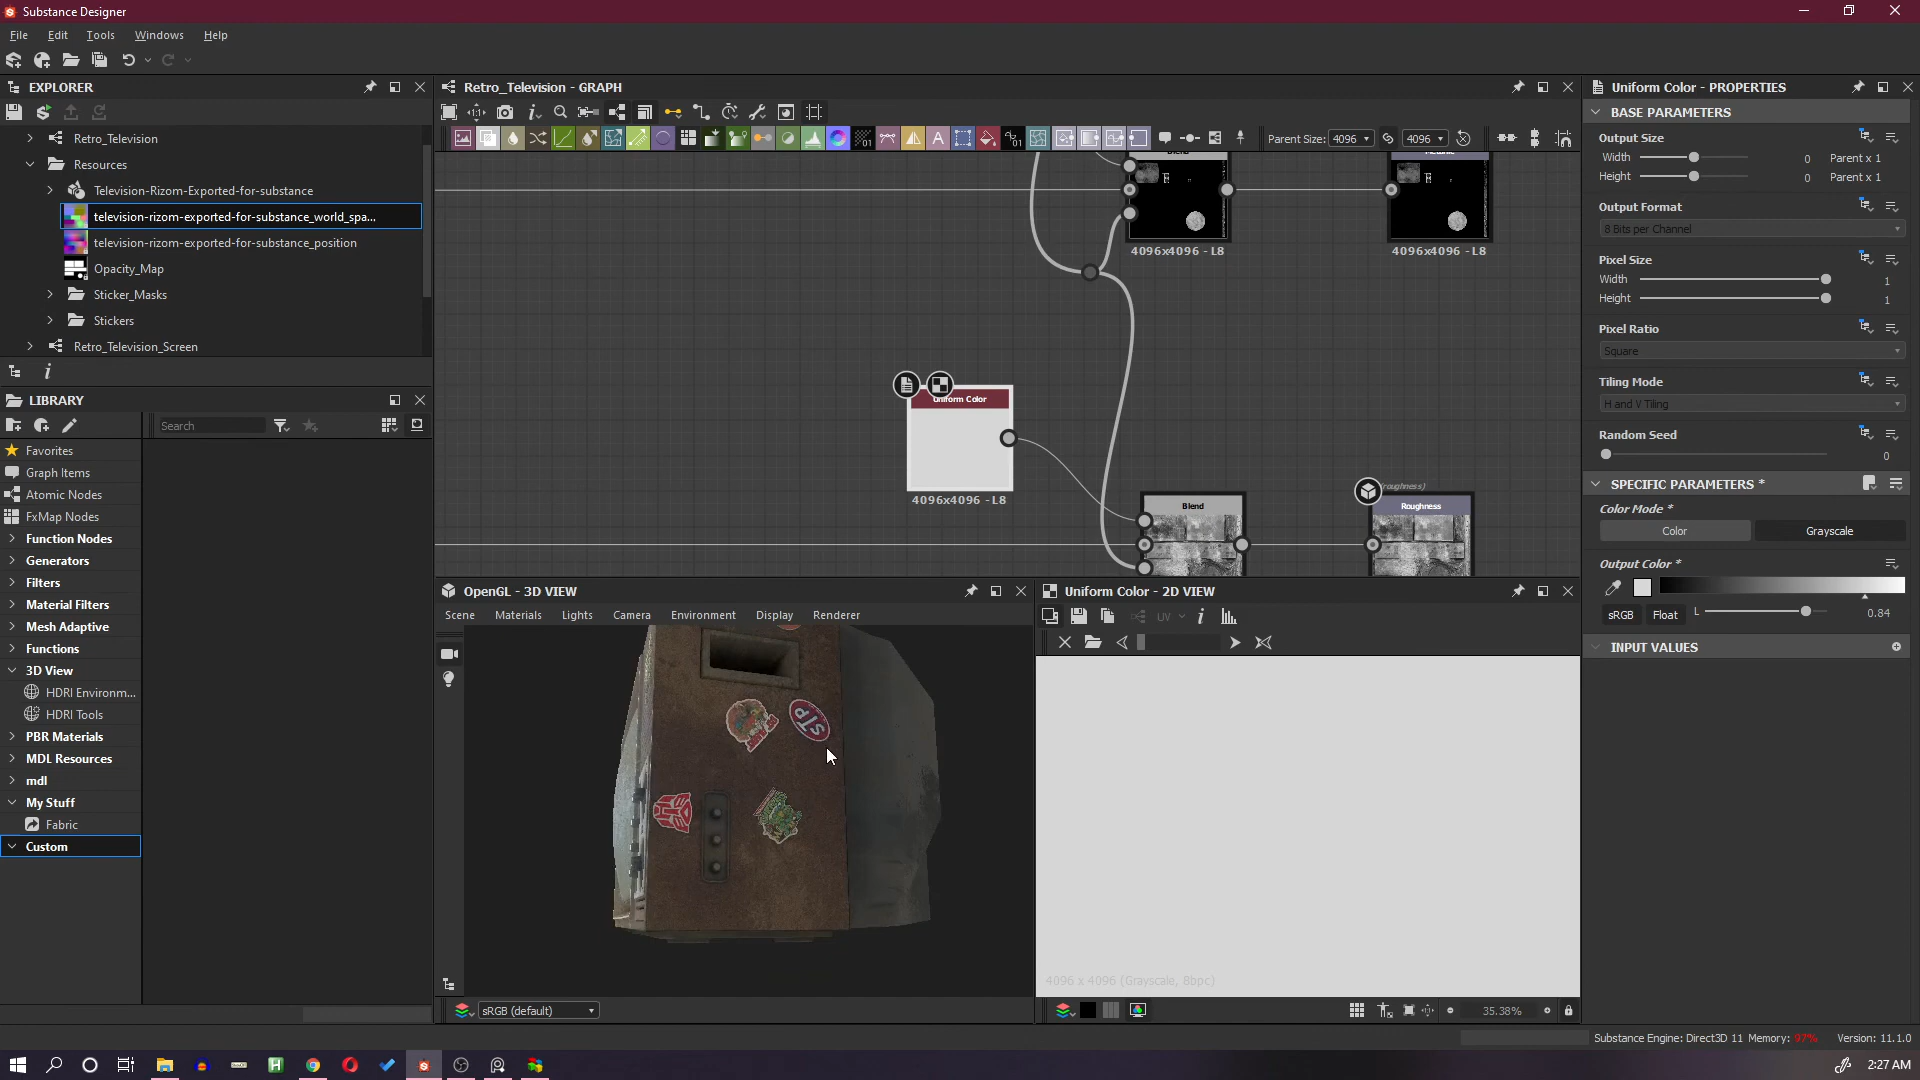 Substance Designer
File Edit Tools Windows Help
EXPLORER
Retro_Television
Resources
Television-Rizom-Exported-for-substance
television-rizom-exported-for-substance_world_spa...
television-rizom-exported-for-substance_position
Opacity_Map
Sticker_Masks
Stickers
Retro_Television_Screen
LIBRARY
Search
Favorites
Graph Items
Atomic Nodes
FxMap Nodes
Function Nodes
Generators
Filters
Material Filters
Mesh Adaptive
Functions
3D View
HDRI Environm...
HDRI Tools
PBR Materials
MDL Resources
mdl
My Stuff
Fabric
Custom
Retro_Television - GRAPH
Parent Size: 4096 4096
4096x4096 - L8
4096x4096 - L8
Uniform Color
4096x4096 - L8
Blend
(roughness)
Roughness
OpenGL - 3D VIEW
Scene Materials Lights Camera Environment Display Renderer
STP
sRGB (default)
Uniform Color - 2D VIEW
UV
4096 x 4096 (Grayscale, 8bpc)
35.38%
Uniform Color - PROPERTIES
BASE PARAMETERS
Output Size
Width 0 Parent x 1
Height 0 Parent x 1
Output Format
8 Bits per Channel
Pixel Size
Width 1
Height 1
Pixel Ratio
Square
Tiling Mode
H and V Tiling
Random Seed
0
SPECIFIC PARAMETERS *
Color Mode *
Color Grayscale
Output Color *
sRGB Float L 0.84
INPUT VALUES
Substance Engine: Direct3D 11 Memory: 97% Version: 11.1.0
2:27 AM